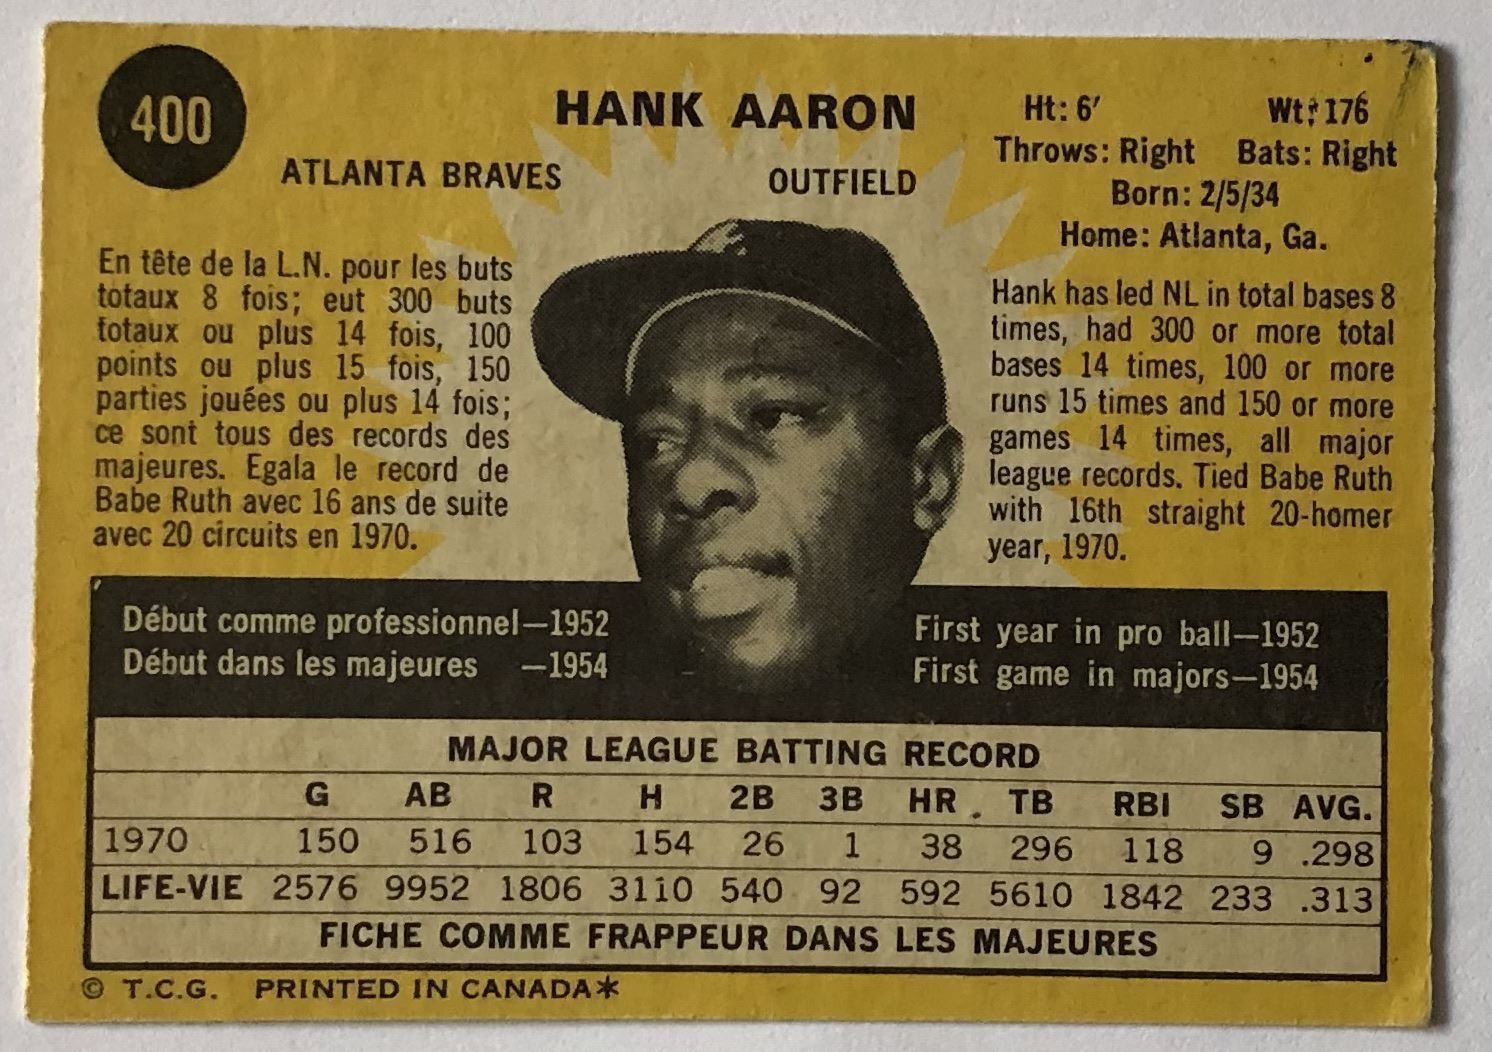 400
HANK AARON
ATLANTA BRAVES OUTFIELD
Ht: 6′ Wt: 176
Throws: Right Bats: Right
Born: 2/5/34
Home: Atlanta, Ga.
En tête de la L.N. pour les buts
totaux 8 fois; eut 300 buts
totaux ou plus 14 fois, 100
points ou plus 15 fois, 150
parties jouées ou plus 14 fois;
ce sont tous des records des
majeures. Egala le record de
Babe Ruth avec 16 ans de suite
avec 20 circuits en 1970.
Hank has led NL in total bases 8
times, had 300 or more total
bases 14 times, 100 or more
runs 15 times and 150 or more
games 14 times, all major
league records. Tied Babe Ruth
with 16th straight 20-homer
year, 1970.
Début comme professionnel—1952
Début dans les majeures —1954
First year in pro ball—1952
First game in majors—1954
MAJOR LEAGUE BATTING RECORD
G AB R H 2B 3B HR TB RBI SB AVG.
1970 150 516 103 154 26 1 38 296 118 9 .298
LIFE-VIE 2576 9952 1806 3110 540 92 592 5610 1842 233 .313
FICHE COMME FRAPPEUR DANS LES MAJEURES
© T.C.G. PRINTED IN CANADA*